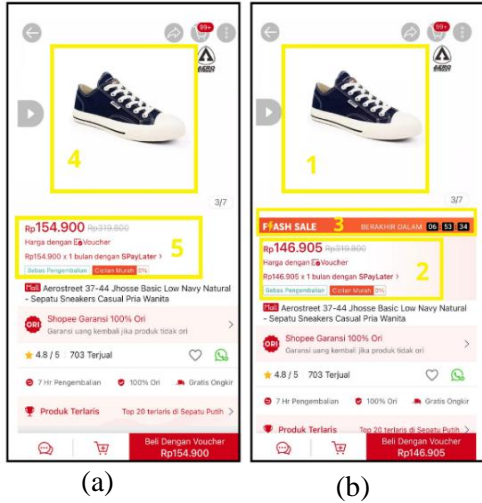 99+
AERO
STREET
4
3/7
Rp154.900 Rp319.800
5
Harga dengan Voucher
Rp154.900 x 1 bulan dengan SPayLater >
Bebas Pengembalian Cicilan Murah 0%
Mall Aerostreet 37-44 Jhosse Basic Low Navy Natural
- Sepatu Sneakers Casual Pria Wanita
ORI Shopee Garansi 100% Ori
Garansi uang kembali jika produk tidak ori
4.8 / 5 703 Terjual
7 Hr Pengembalian 100% Ori Gratis Ongkir
Produk Terlaris Top 20 terlaris di Sepatu Putih >
Beli Dengan Voucher
Rp154.900
(a)
99+
AERO
STREET
1
3/7
FLASH SALE 3 BERAKHIR DALAM 06 53 34
Rp146.905 Rp319.800
2
Harga dengan Voucher
Rp146.905 x 1 bulan dengan SPayLater >
Bebas Pengembalian Cicilan Murah 0%
Mall Aerostreet 37-44 Jhosse Basic Low Navy Natural
- Sepatu Sneakers Casual Pria Wanita
ORI Shopee Garansi 100% Ori
Garansi uang kembali jika produk tidak ori
4.8 / 5 703 Terjual
7 Hr Pengembalian 100% Ori Gratis Ongkir
Produk Terlaris Top 20 terlaris di Sepatu Putih >
Beli Dengan Voucher
Rp146.905
(b)